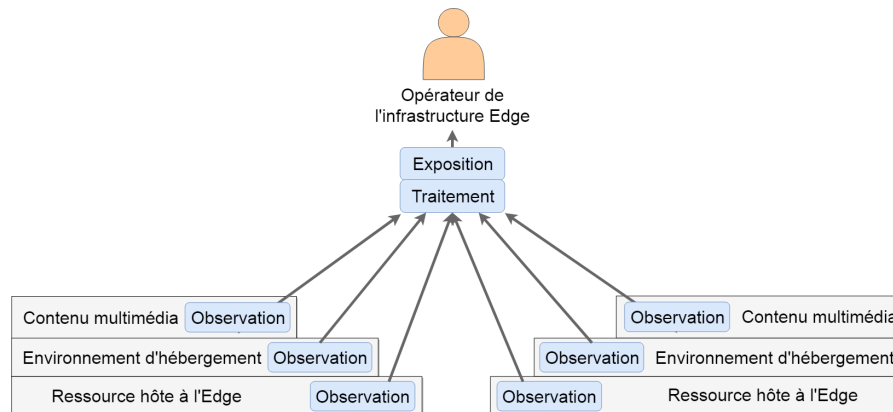 Opérateur de
l'infrastructure Edge
Exposition
Traitement
Contenu multimédia Observation
Observation Contenu multimédia
Environnement d'hébergement Observation
Observation Environnement d'hébergement
Ressource hôte à l'Edge Observation
Observation Ressource hôte à l'Edge